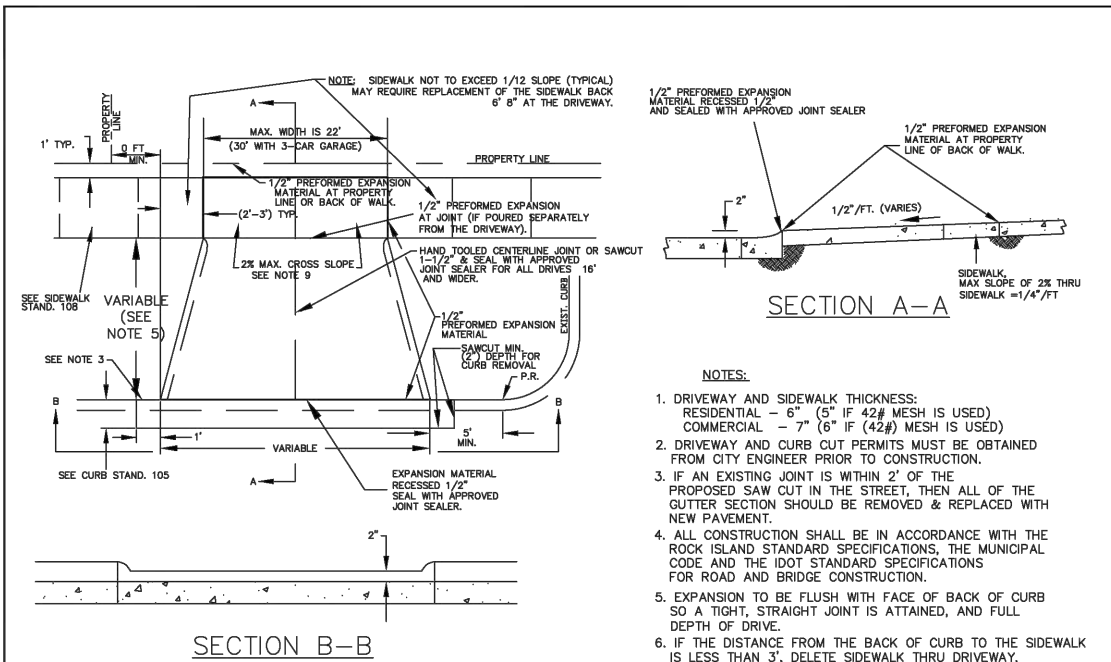 NOTE: SIDEWALK NOT TO EXCEED 1/12 SLOPE (TYPICAL)
MAY REQUIRE REPLACEMENT OF THE SIDEWALK BACK
6' 8" AT THE DRIVEWAY.
A
PROPERTY
LINE
0 FT
MIN.
1' TYP.
MAX. WIDTH IS 22'
(30' WITH 3-CAR GARAGE)
PROPERTY LINE
1/2" PREFORMED EXPANSION
MATERIAL AT PROPERTY
LINE OR BACK OF WALK.
(2'-3') TYP.
1/2" PREFORMED EXPANSION
AT JOINT (IF POURED SEPARATELY
FROM THE DRIVEWAY).
2% MAX. CROSS SLOPE
SEE NOTE 9
HAND TOOLED CENTERLINE JOINT OR SAWCUT
1-1/2" & SEAL WITH APPROVED
JOINT SEALER FOR ALL DRIVES 16'
AND WIDER.
SEE SIDEWALK
STAND. 108
VARIABLE
(SEE
NOTE 5)
1/2"
PREFORMED EXPANSION
MATERIAL
EXIST. CURB
SAWCUT MIN.
(2") DEPTH FOR
CURB REMOVAL
P.R.
SEE NOTE 3
B
B
1'
VARIABLE
5'
MIN.
SEE CURB STAND. 105
A
EXPANSION MATERIAL
RECESSED 1/2"
SEAL WITH APPROVED
JOINT SEALER.
2"
SECTION B-B
1/2" PREFORMED EXPANSION
MATERIAL RECESSED 1/2"
AND SEALED WITH APPROVED JOINT SEALER
1/2" PREFORMED EXPANSION
MATERIAL AT PROPERTY
LINE OF BACK OF WALK.
2"
1/2"/FT. (VARIES)
SIDEWALK,
MAX SLOPE OF 2% THRU
SIDEWALK =1/4"/FT
SECTION A-A
NOTES:
1. DRIVEWAY AND SIDEWALK THICKNESS:
RESIDENTIAL - 6" (5" IF 42# MESH IS USED)
COMMERCIAL - 7" (6" IF (42#) MESH IS USED)
2. DRIVEWAY AND CURB CUT PERMITS MUST BE OBTAINED
FROM CITY ENGINEER PRIOR TO CONSTRUCTION.
3. IF AN EXISTING JOINT IS WITHIN 2' OF THE
PROPOSED SAW CUT IN THE STREET, THEN ALL OF THE
GUTTER SECTION SHOULD BE REMOVED & REPLACED WITH
NEW PAVEMENT.
4. ALL CONSTRUCTION SHALL BE IN ACCORDANCE WITH THE
ROCK ISLAND STANDARD SPECIFICATIONS, THE MUNICIPAL
CODE AND THE IDOT STANDARD SPECIFICATIONS
FOR ROAD AND BRIDGE CONSTRUCTION.
5. EXPANSION TO BE FLUSH WITH FACE OF BACK OF CURB
SO A TIGHT, STRAIGHT JOINT IS ATTAINED, AND FULL
DEPTH OF DRIVE.
6. IF THE DISTANCE FROM THE BACK OF CURB TO THE SIDEWALK
IS LESS THAN 3', DELETE SIDEWALK THRU DRIVEWAY.